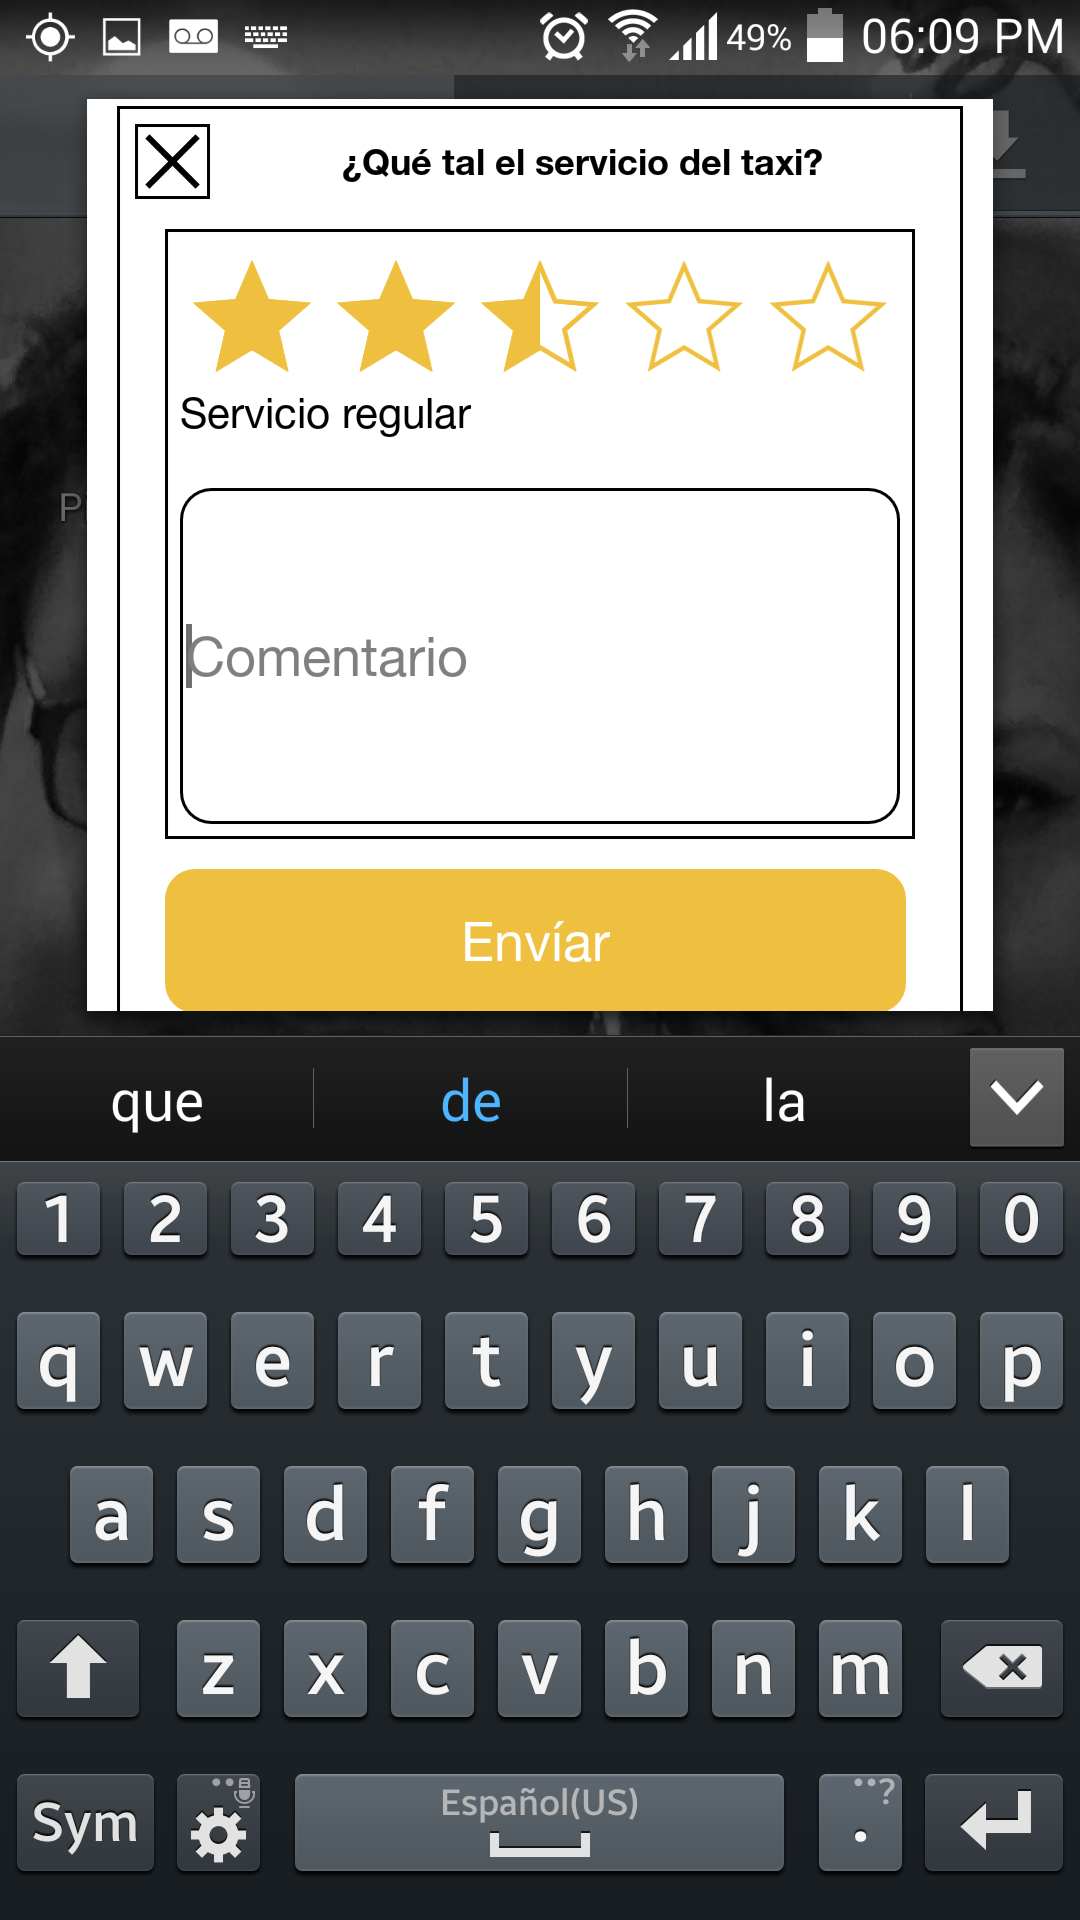 49% 06:09 PM
¿Qué tal el servicio del taxi?
Servicio regular
P
Comentario
Envíar
que de la
1 2 3 4 5 6 7 8 9 0
q w e r t y u i o p
a s d f g h j k l
z x c v b n m
Sym Español(US) . ?